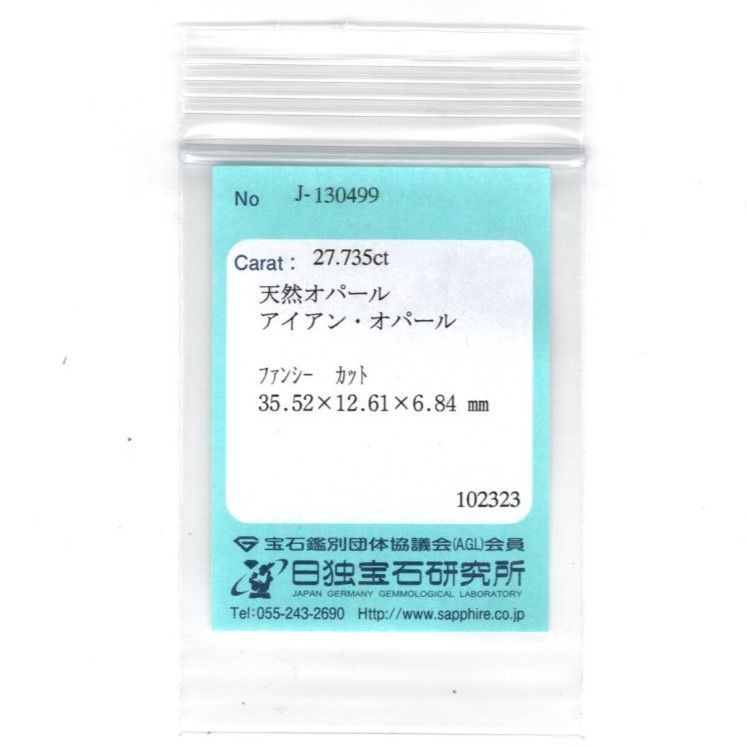 No J-130499
Carat : 27.735ct
天然オパール
アイアン・オパール
ﾌｧﾝｼｰ ｶｯﾄ
35.52×12.61×6.84 mm
102323
宝石鑑別団体協議会(AGL)会員
日独宝石研究所
JAPAN GERMANY GEMMOLOGICAL LABORATORY
Tel:055-243-2690 Http://www.sapphire.co.jp